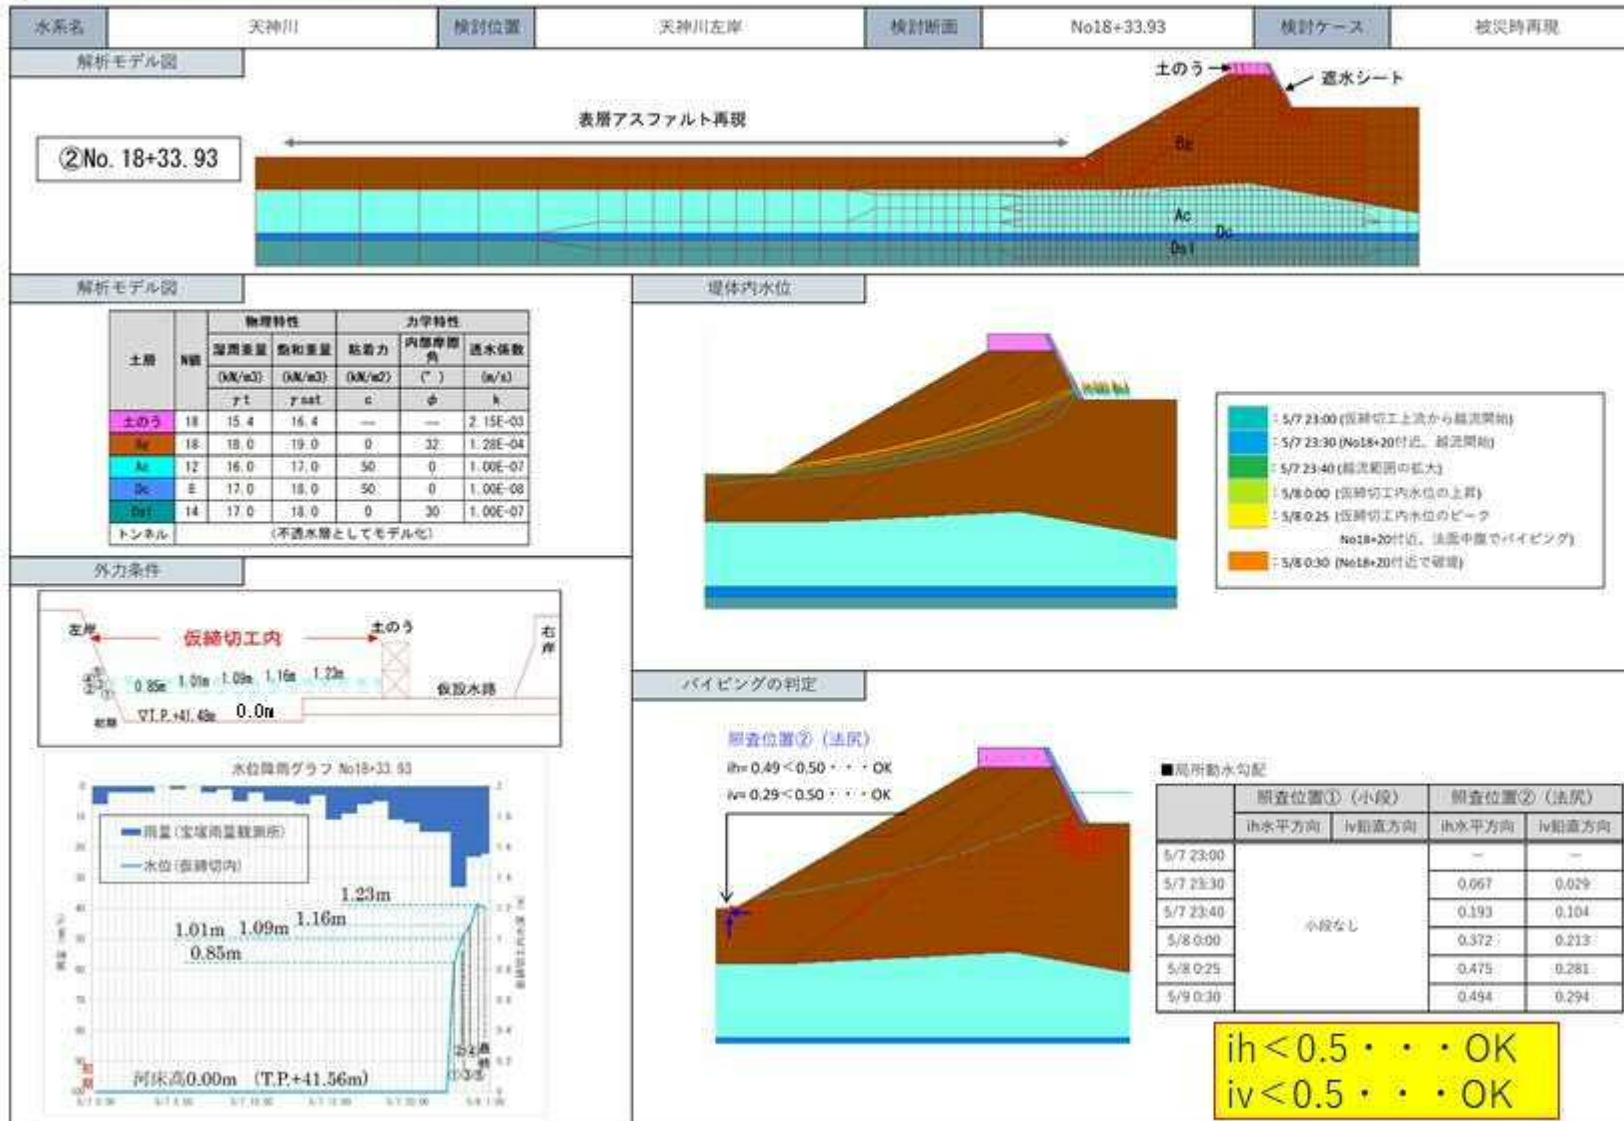 水系名 天神川 検討位置 天神川左岸 検討断面 No18+33.93 検討ケース 被災時再現
解析モデル図
土のう
遮水シート
表層アスファルト再現
②No. 18+33. 93
Bg
Ac
Dc
Ds1
解析モデル図
土層 N値 物理特性 力学特性
湿潤重量 飽和重量 粘着力 内部摩擦角 透水係数
(kN/m3) (kN/m3) (kN/m2) (° ) (m/s)
γt γsat c φ k
土のう 18 15.4 16.4 — — 2.15E-03
Bg 18 18.0 19.0 0 32 1.28E-04
Ac 12 16.0 17.0 50 0 1.00E-07
Dc 8 17.0 18.0 50 0 1.00E-08
Ds1 14 17.0 18.0 0 30 1.00E-07
トンネル (不透水層としてモデル化)
堤体内水位
: 5/7 23:00 (仮締切工上流から越流開始)
: 5/7 23:30 (No18+20付近、越流開始)
: 5/7 23:40 (越流範囲の拡大)
: 5/8 0:00 (仮締切工内水位の上昇)
: 5/8 0:25 (仮締切工内水位のピーク
No18+20付近、法面中腹でパイピング)
: 5/8 0:30 (No18+20付近で破堤)
外力条件
左岸
仮締切工内
土のう
右岸
0.85m 1.01m 1.09m 1.16m 1.23m
仮設水路
初期
▽T.P.+41.48m 0.0m
水位降雨グラフ No18+33.93
雨量(宝塚雨量観測所)
水位(仮締切内)
1.23m
1.16m
1.01m 1.09m
0.85m
河床高0.00m (T.P.+41.56m)
初期
パイピングの判定
照査位置②(法尻)
ih= 0.49<0.50・・・OK
iv= 0.29<0.50・・・OK
■局所動水勾配
照査位置①(小段) 照査位置②(法尻)
ih水平方向 iv鉛直方向 ih水平方向 iv鉛直方向
5/7 23:00 — —
5/7 23:30 0.067 0.029
5/7 23:40 0.193 0.104
小段なし
5/8 0:00 0.372 0.213
5/8 0:25 0.475 0.281
5/9 0:30 0.494 0.294
ih<0.5・・・OK
iv<0.5・・・OK